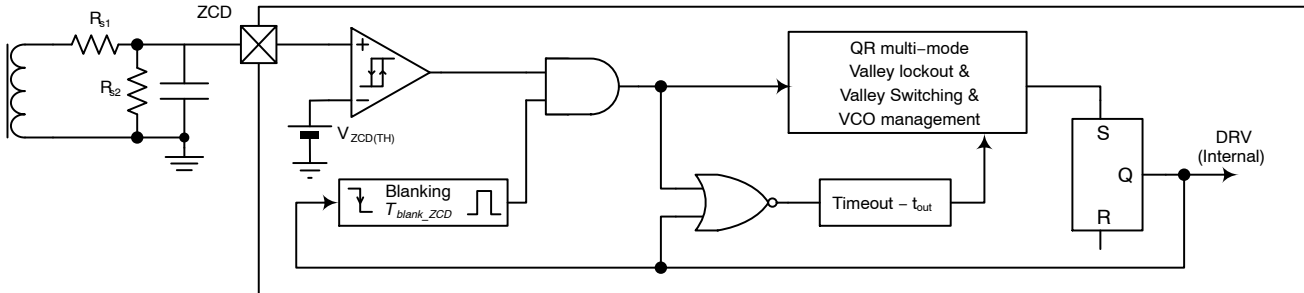 ZCD
Rs1
Rs2
+
−
VZCD(TH)
Blanking
Tblank_ZCD
QR multi−mode
Valley lockout &
Valley Switching &
VCO management
Timeout − tout
S
Q
R
DRV
(Internal)